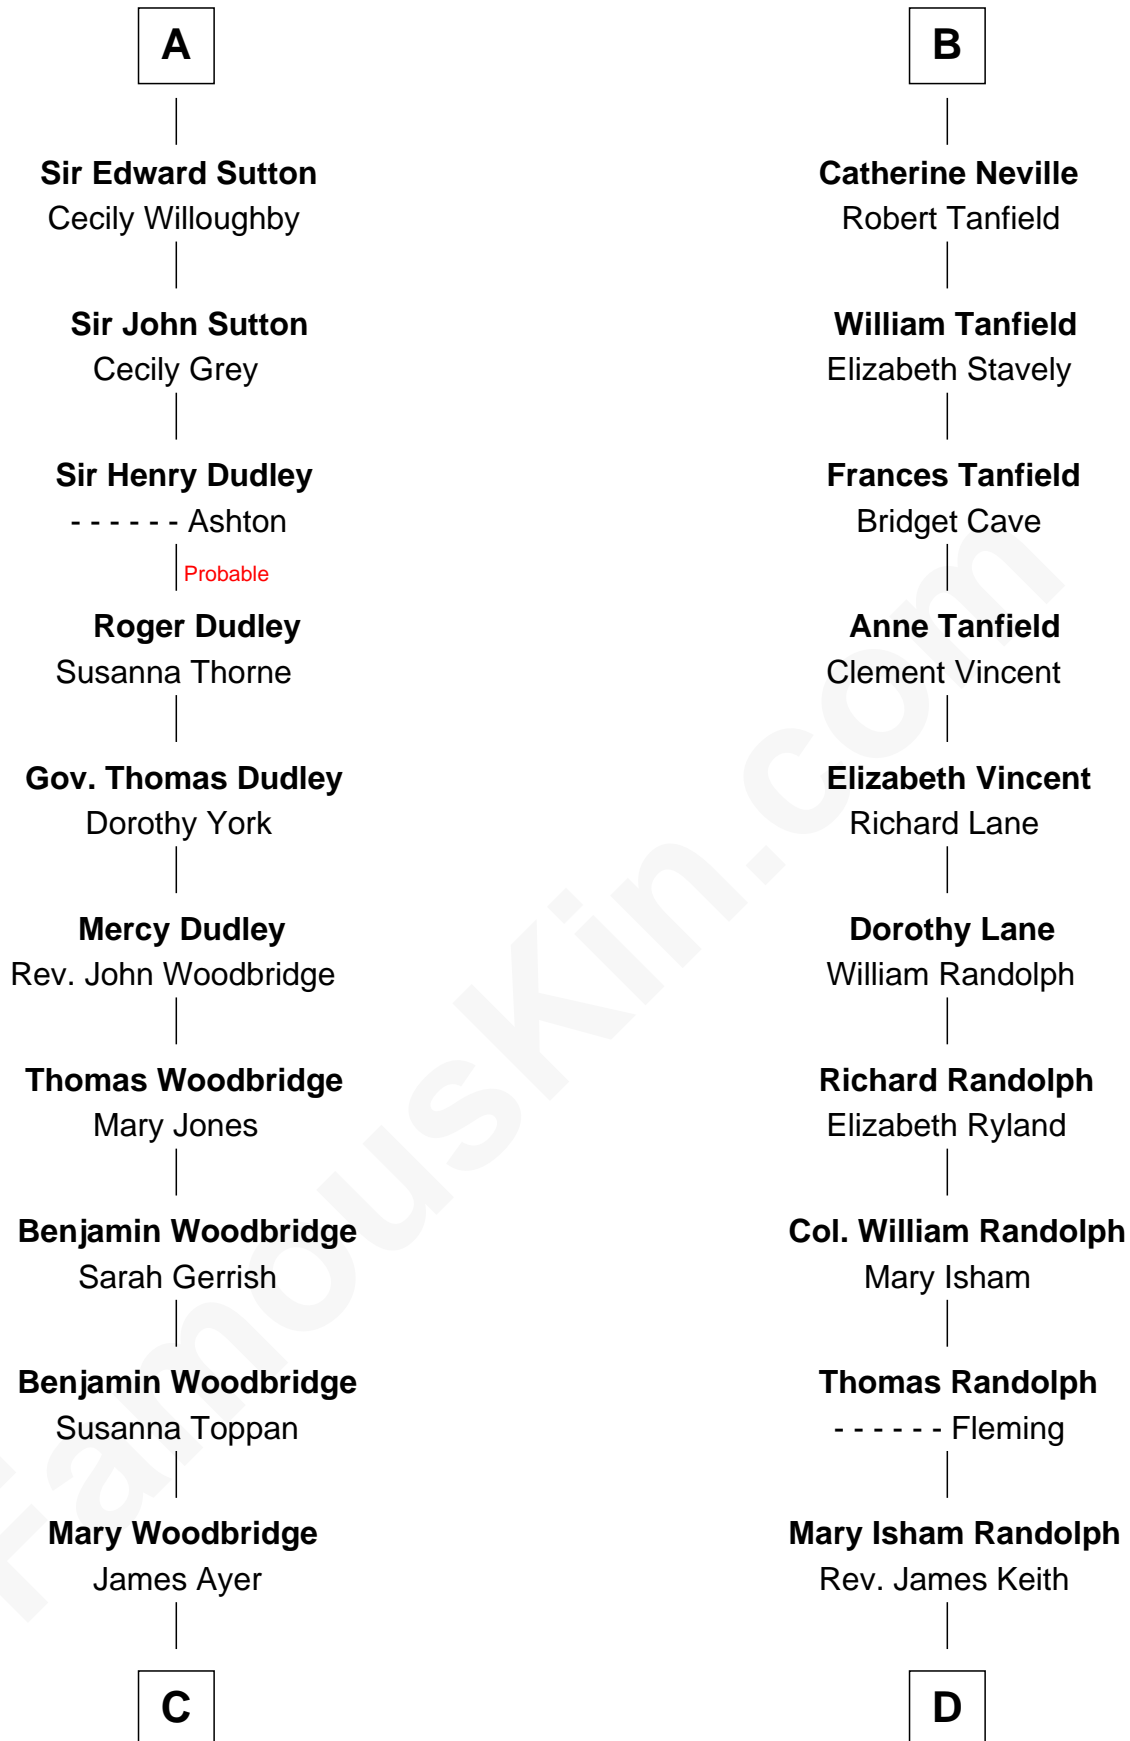 A
Sir Edward Sutton
Cecily Willoughby
Sir John Sutton
Cecily Grey
Sir Henry Dudley
- - - - - - Ashton
Probable
Roger Dudley
Susanna Thorne
Gov. Thomas Dudley
Dorothy York
Mercy Dudley
Rev. John Woodbridge
Thomas Woodbridge
Mary Jones
Benjamin Woodbridge
Sarah Gerrish
Benjamin Woodbridge
Susanna Toppan
Mary Woodbridge
James Ayer
C
B
Catherine Neville
Robert Tanfield
William Tanfield
Elizabeth Stavely
Frances Tanfield
Bridget Cave
Anne Tanfield
Clement Vincent
Elizabeth Vincent
Richard Lane
Dorothy Lane
William Randolph
Richard Randolph
Elizabeth Ryland
Col. William Randolph
Mary Isham
Thomas Randolph
- - - - - - Fleming
Mary Isham Randolph
Rev. James Keith
D
FamousKin.com